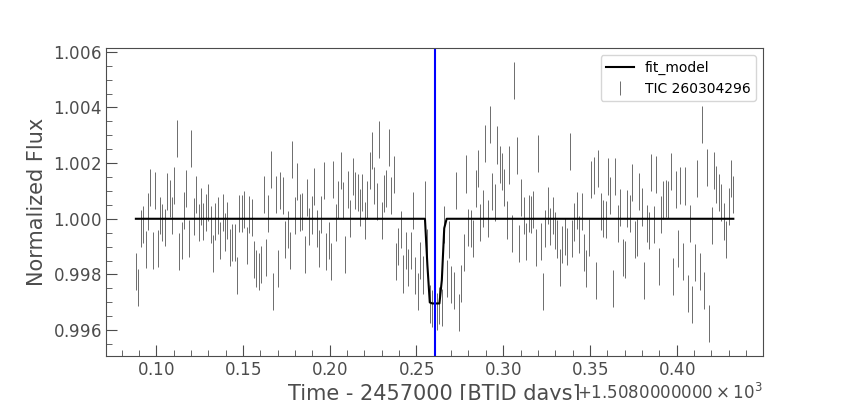 1.006
1.004
1.002
1.000
0.998
0.996
Normalized Flux
fit_model
TIC 260304296
0.10 0.15 0.20 0.25 0.30 0.35 0.40
Time - 2457000 [BTJD days]
+1.5080000000 × 10³